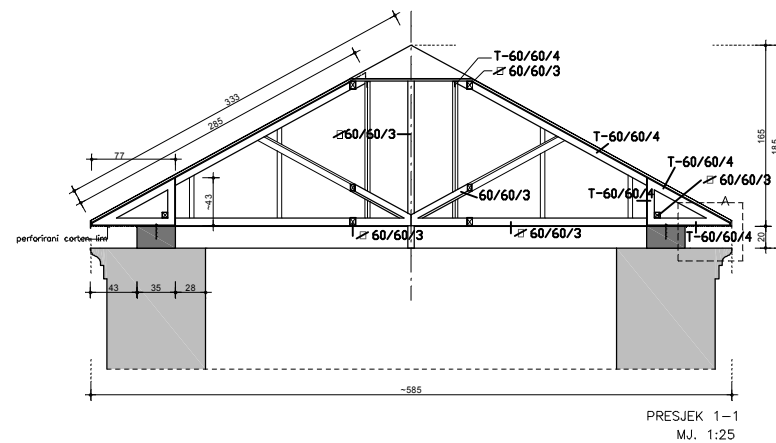 T-60/60/4
60/60/3
333
285
77
~43
60/60/3
60/60/3
T-60/60/4
T-60/60/4
60/60/3
T-60/60/4
A
165
185
20
perforirani corten lim
60/60/3
60/60/3
T-60/60/4
43
35
28
~585
PRESJEK 1-1
MJ. 1:25